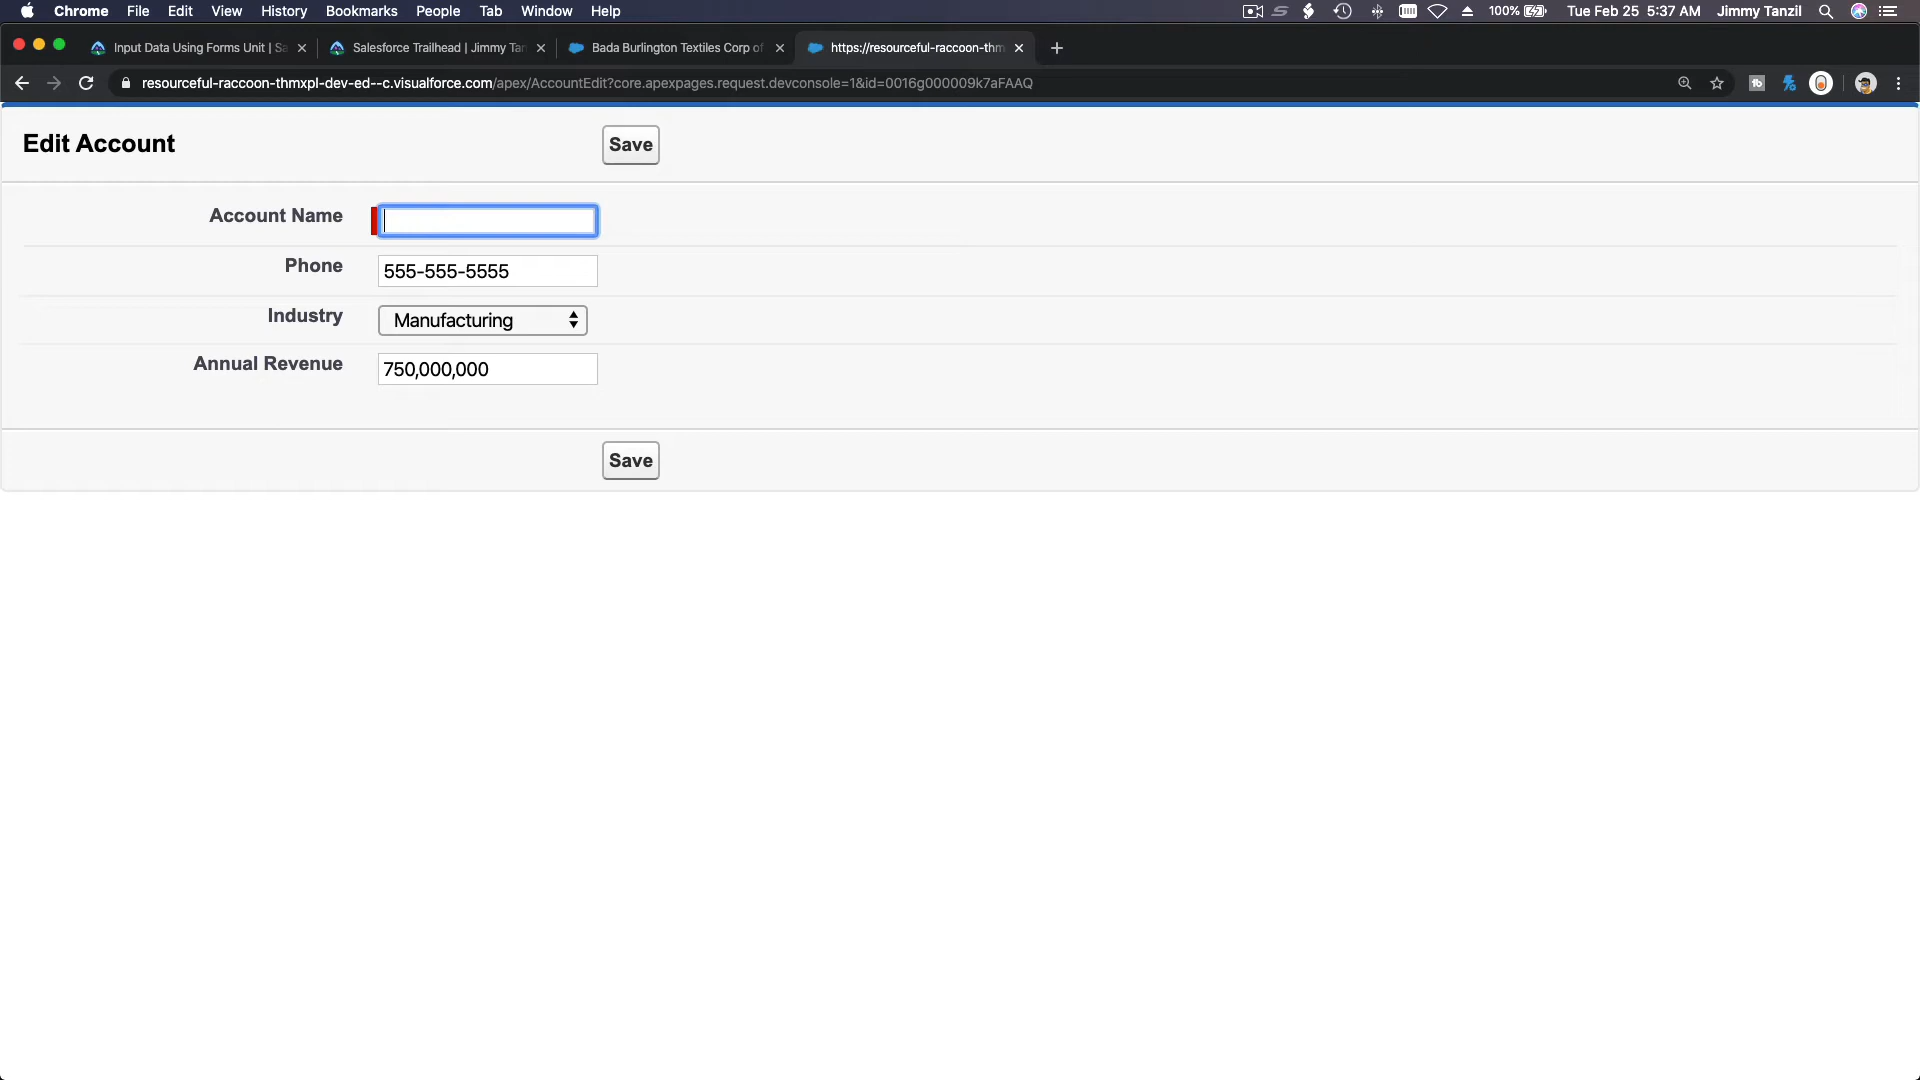 Chrome File Edit View History Bookmarks People Tab Window Help 100% Tue Feb 25 5:37 AM Jimmy Tanzil
Input Data Using Forms Unit | Sa Salesforce Trailhead | Jimmy Tan Bada Burlington Textiles Corp of https://resourceful-raccoon-thm
resourceful-raccoon-thmxpl-dev-ed--c.visualforce.com/apex/AccountEdit?core.apexpages.request.devconsole=1&id=0016g000009k7aFAAQ
Edit Account Save
Account Name
Phone 555-555-5555
Industry Manufacturing
Annual Revenue 750,000,000
Save